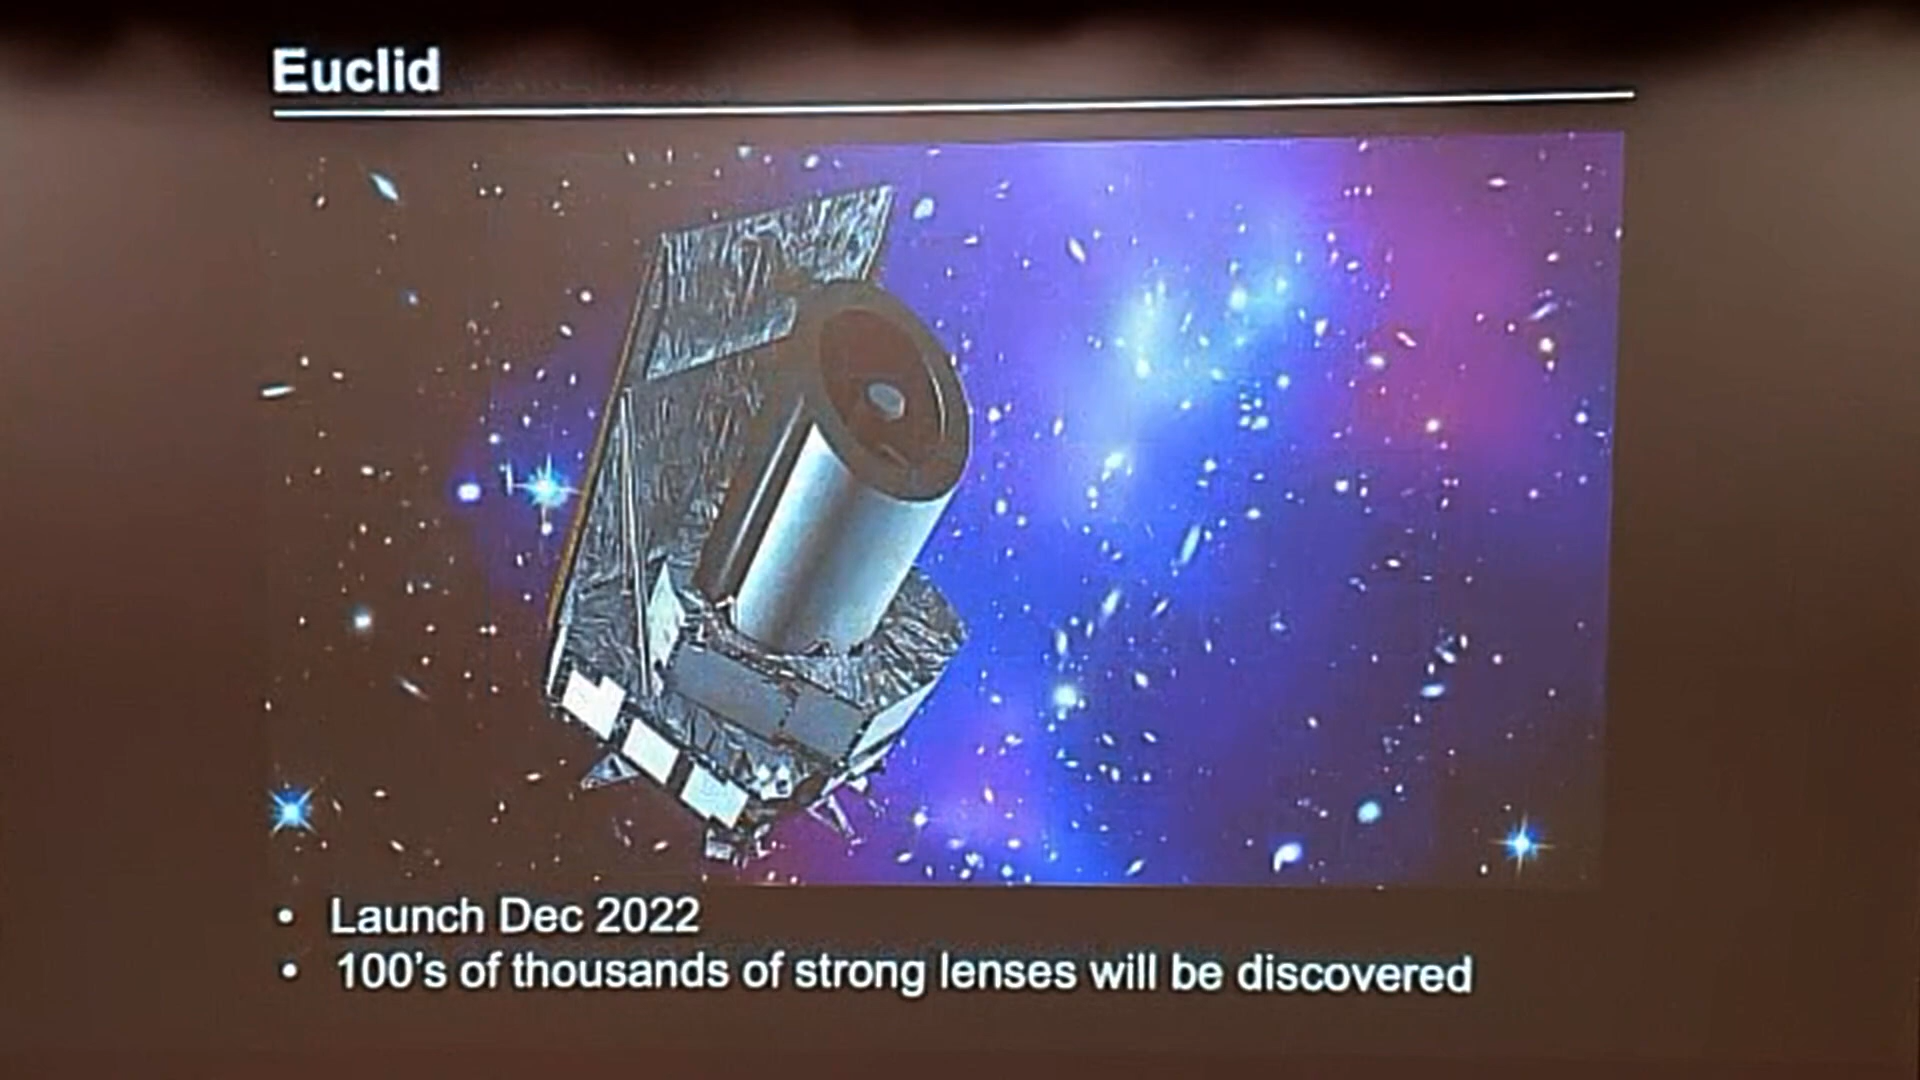 Euclid
• Launch Dec 2022
• 100's of thousands of strong lenses will be discovered